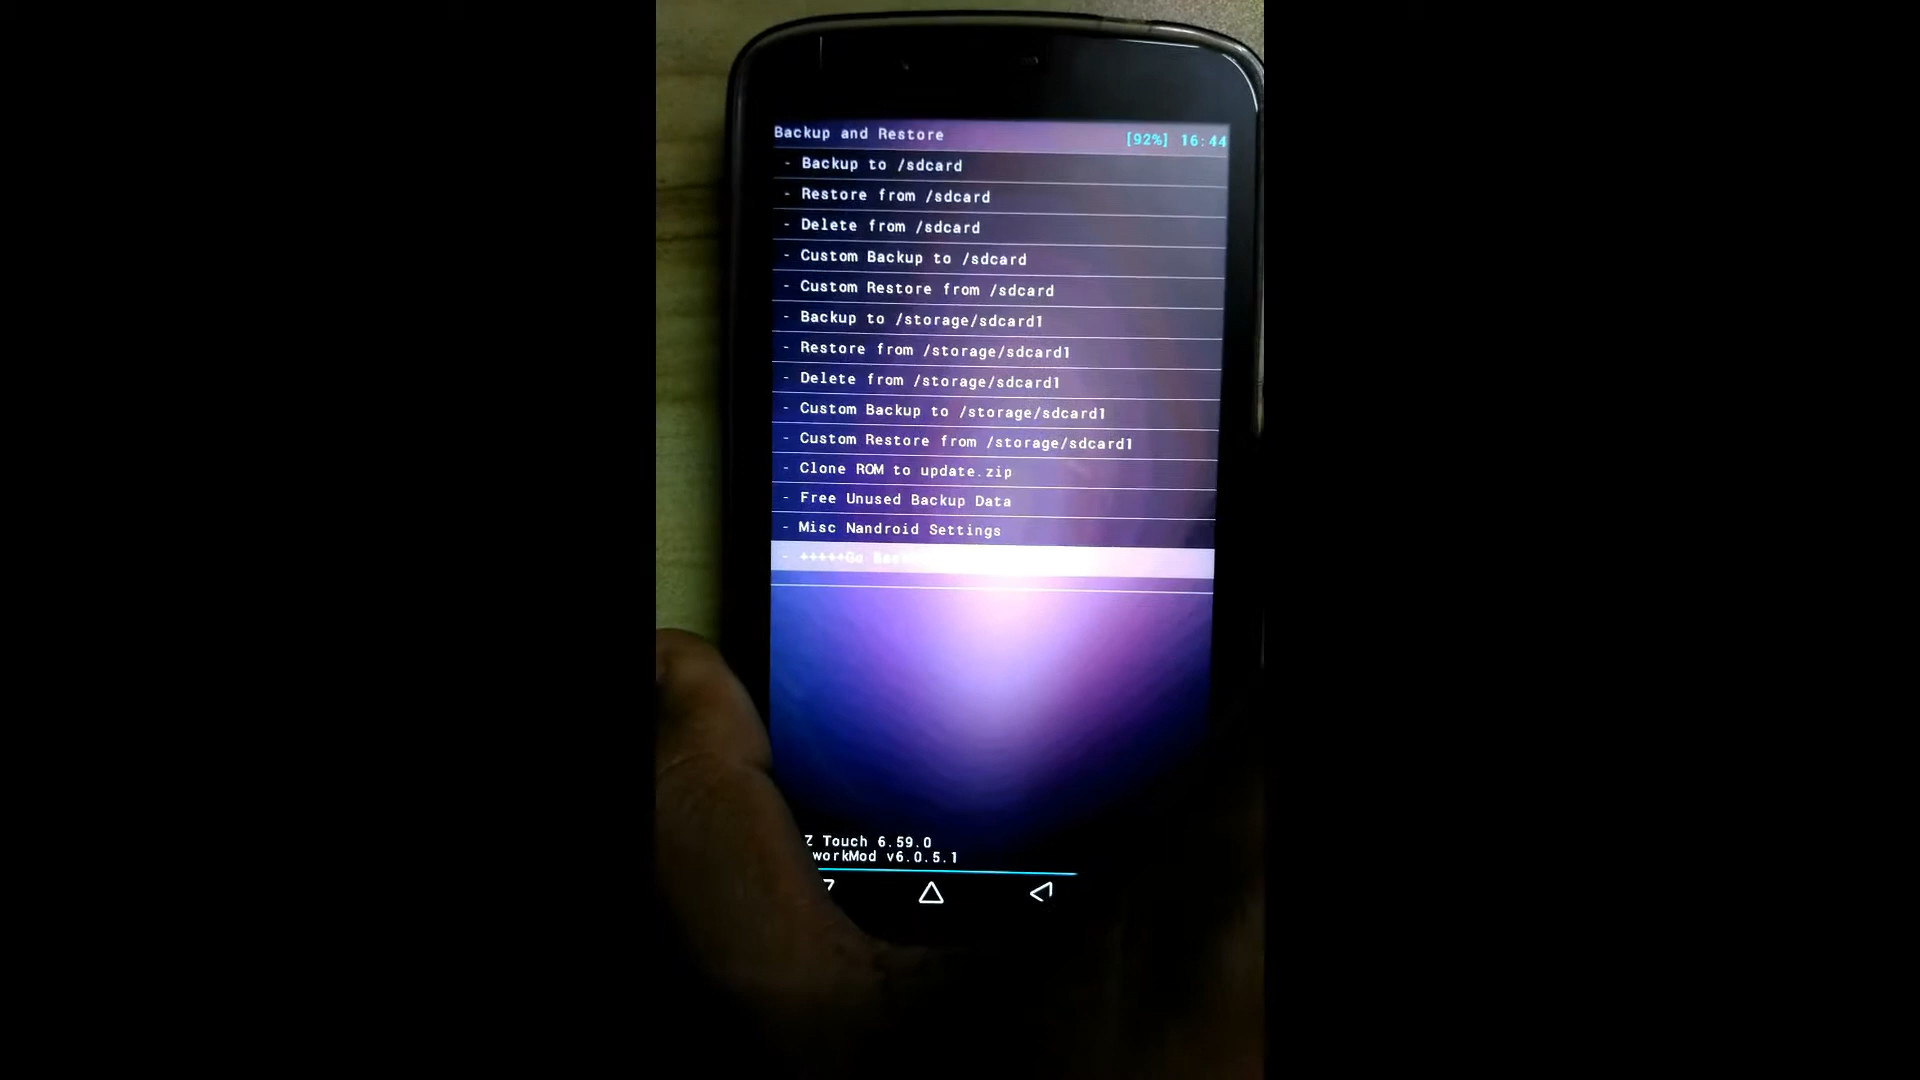 Backup and Restore [92%] 16:44
- Backup to /sdcard
- Restore from /sdcard
- Delete from /sdcard
- Custom Backup to /sdcard
- Custom Restore from /sdcard
- Backup to /storage/sdcard1
- Restore from /storage/sdcard1
- Delete from /storage/sdcard1
- Custom Backup to /storage/sdcard1
- Custom Restore from /storage/sdcard1
- Clone ROM to update.zip
- Free Unused Backup Data
- Misc Nandroid Settings
- +++++Go
Z Touch 6.59.0
workMod v6.0.5.1